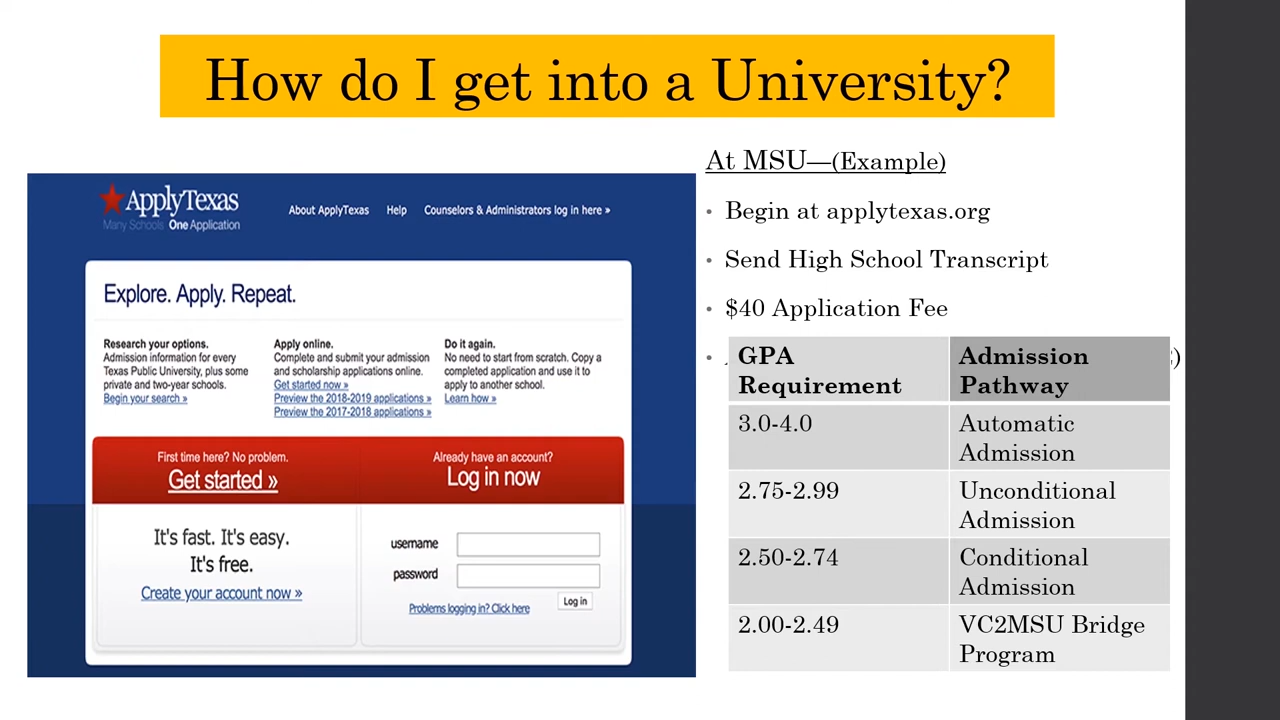 How do I get into a University?
ApplyTexas
Many Schools. One Application
About ApplyTexas Help Counselors & Administrators log in here »
Explore. Apply. Repeat.
Research your options.
Admission information for every
Texas Public University, plus some
private and two-year schools.
Begin your search »
Apply online.
Complete and submit your admission
and scholarship applications online.
Get started now »
Preview the 2018-2019 applications »
Preview the 2017-2018 applications »
Do it again.
No need to start from scratch. Copy a
completed application and use it to
apply to another school.
Learn how »
First time here? No problem.
Get started »
Already have an account?
Log in now
It's fast. It's easy.
It's free.
Create your account now »
username
password
Log in
Problems logging in? Click here
At MSU—(Example)
• Begin at applytexas.org
• Send High School Transcript
• $40 Application Fee
GPA Requirement Admission Pathway
3.0-4.0 Automatic Admission
2.75-2.99 Unconditional Admission
2.50-2.74 Conditional Admission
2.00-2.49 VC2MSU Bridge Program